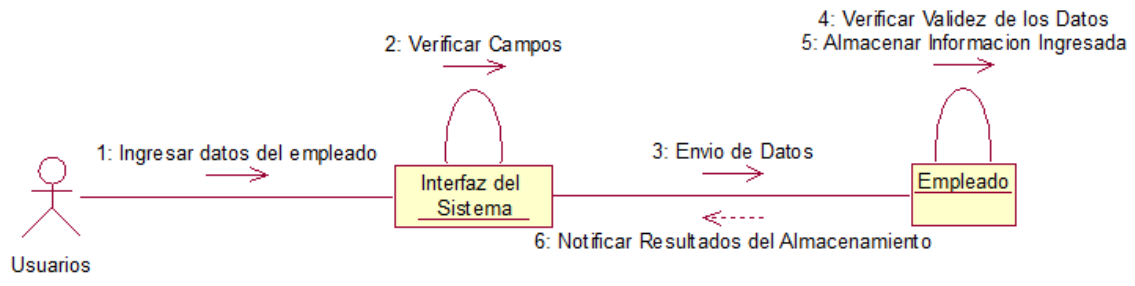 4: Verificar Validez de los Datos
5: Almacenar Informacion Ingresada
2: Verificar Campos
1: Ingresar datos del empleado
3: Envio de Datos
Interfaz del
Sistema
Empleado
6: Notificar Resultados del Almacenamiento
Usuarios